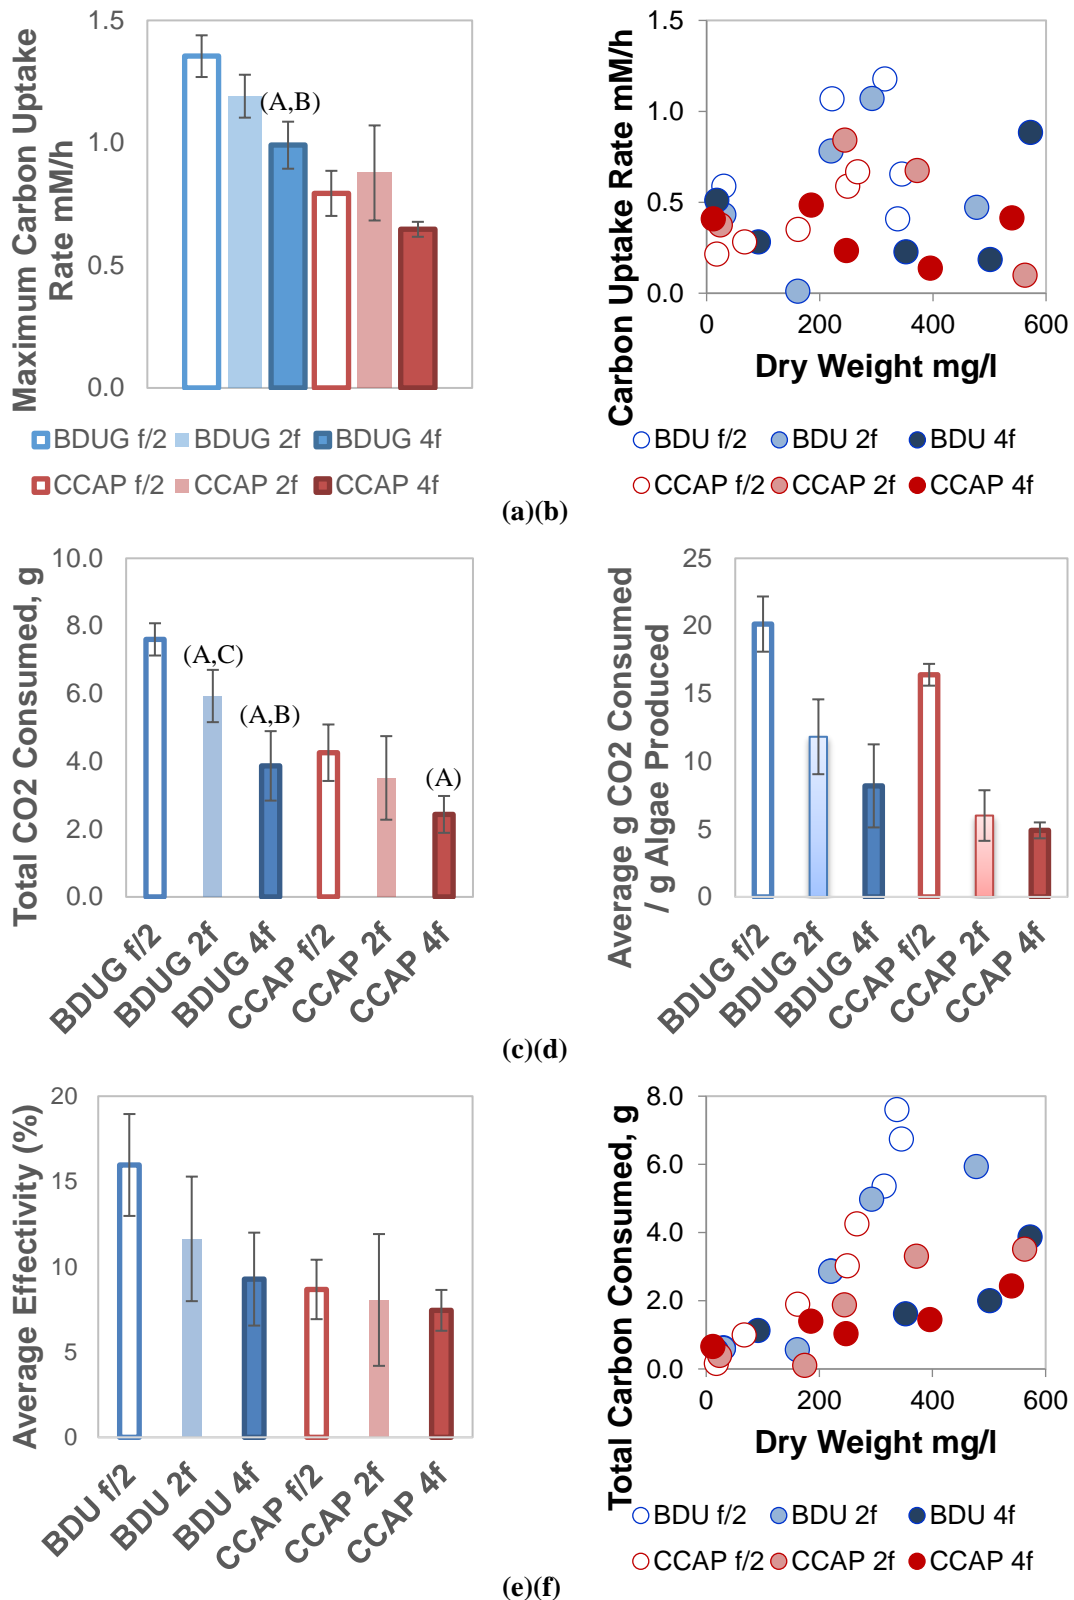 Maximum Carbon Uptake
Rate mM/h
1.5
1.0
0.5
0.0
(A,B)
BDUG f/2 BDUG 2f BDUG 4f
CCAP f/2 CCAP 2f CCAP 4f
Carbon Uptake Rate mM/h
1.5
1.0
0.5
0.0
0 200 400 600
Dry Weight mg/l
BDU f/2 BDU 2f BDU 4f
CCAP f/2 CCAP 2f CCAP 4f
(a)(b)
Total CO2 Consumed, g
10.0
8.0
6.0
4.0
2.0
0.0
(A,C)
(A,B)
(A)
BDUG f/2
BDUG 2f
BDUG 4f
CCAP f/2
CCAP 2f
CCAP 4f
Average g CO2 Consumed
/ g Algae Produced
25
20
15
10
5
0
BDUG f/2
BDUG 2f
BDUG 4f
CCAP f/2
CCAP 2f
CCAP 4f
(c)(d)
Average Effectivity (%)
20
15
10
5
0
BDU f/2
BDU 2f
BDU 4f
CCAP f/2
CCAP 2f
CCAP 4f
Total Carbon Consumed, g
8.0
6.0
4.0
2.0
0.0
0 200 400 600
Dry Weight mg/l
BDU f/2 BDU 2f BDU 4f
CCAP f/2 CCAP 2f CCAP 4f
(e)(f)